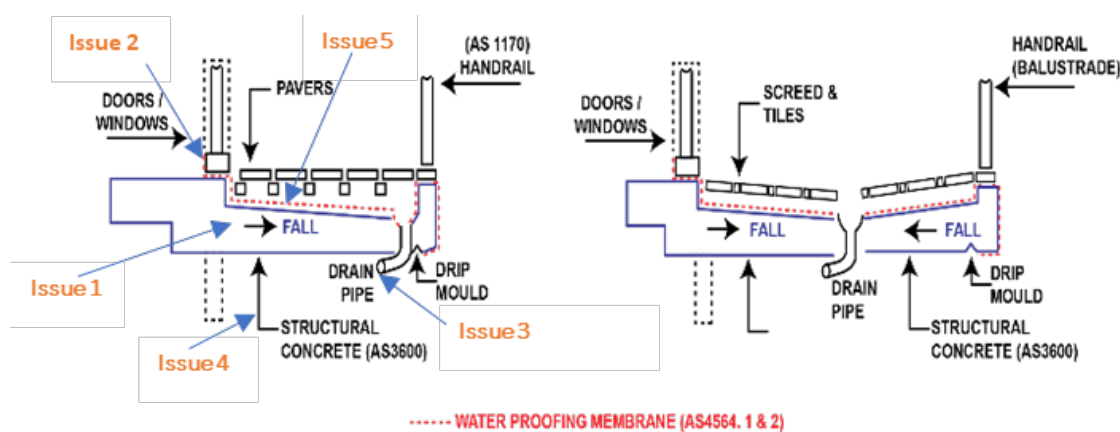 Issue 2
Issue 5
(AS 1170)
HANDRAIL
PAVERS
DOORS /
WINDOWS
FALL
Issue 1
DRAIN
PIPE
DRIP
MOULD
Issue 3
Issue 4
STRUCTURAL
CONCRETE (AS3600)
HANDRAIL
(BALUSTRADE)
SCREED &
TILES
DOORS /
WINDOWS
FALL
FALL
DRAIN
PIPE
DRIP
MOULD
STRUCTURAL
CONCRETE (AS3600)
WATER PROOFING MEMBRANE (AS4564. 1 & 2)